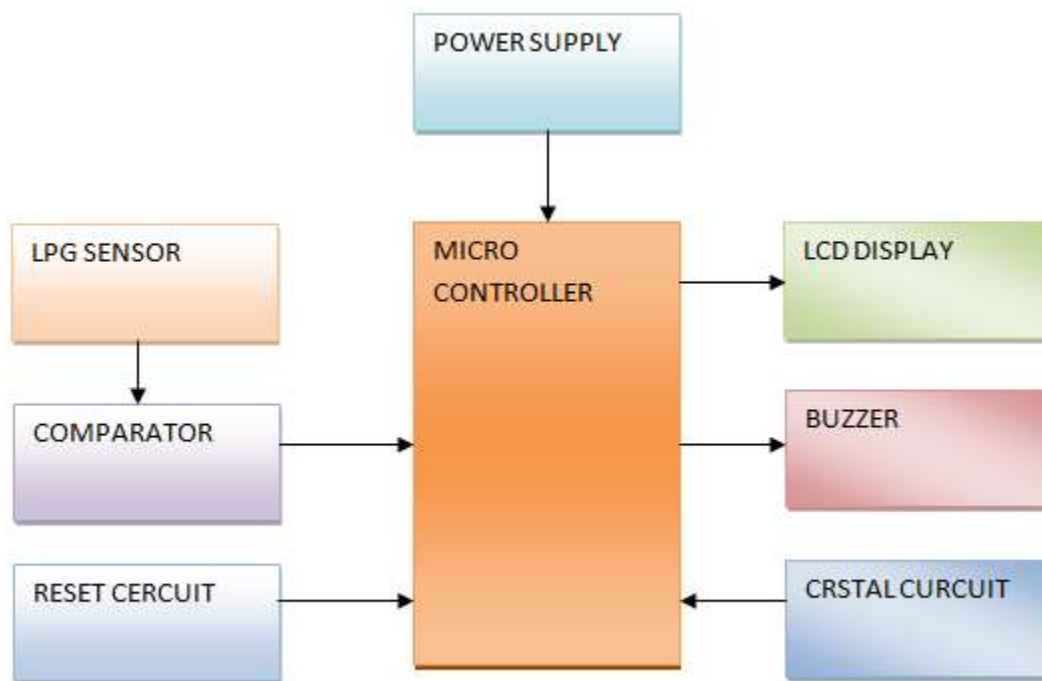 POWER SUPPLY
LPG SENSOR
MICRO
CONTROLLER
LCD DISPLAY
COMPARATOR
BUZZER
RESET CERCUIT
CRSTAL CURCUIT